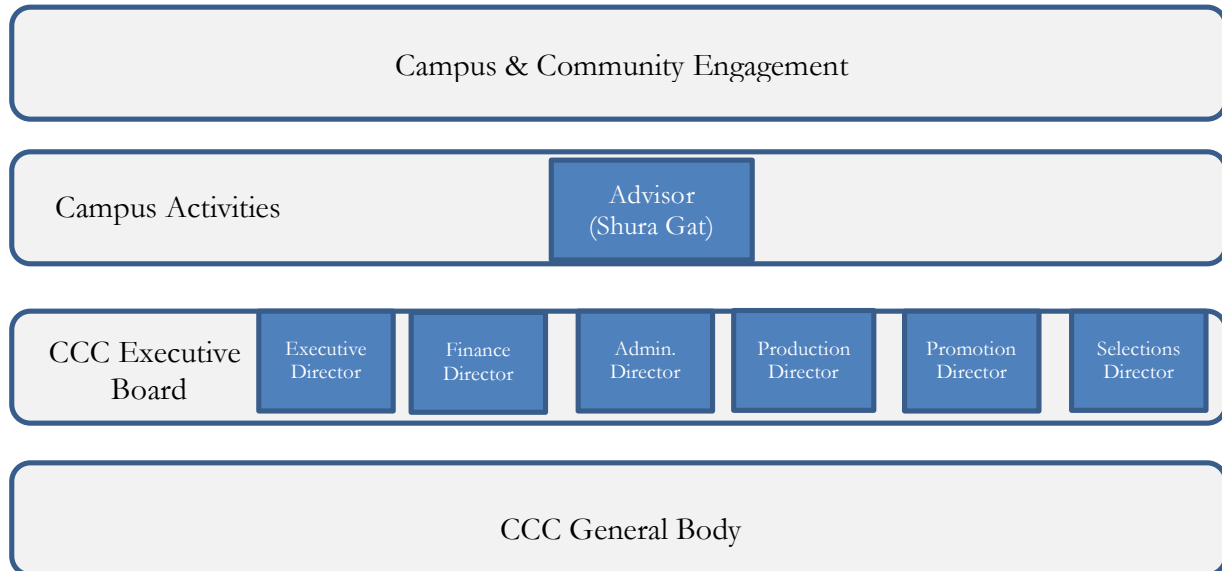 Campus & Community Engagement
Campus Activities
Advisor
(Shura Gat)
CCC Executive
Board
Executive
Director
Finance
Director
Admin.
Director
Production
Director
Promotion
Director
Selections
Director
CCC General Body